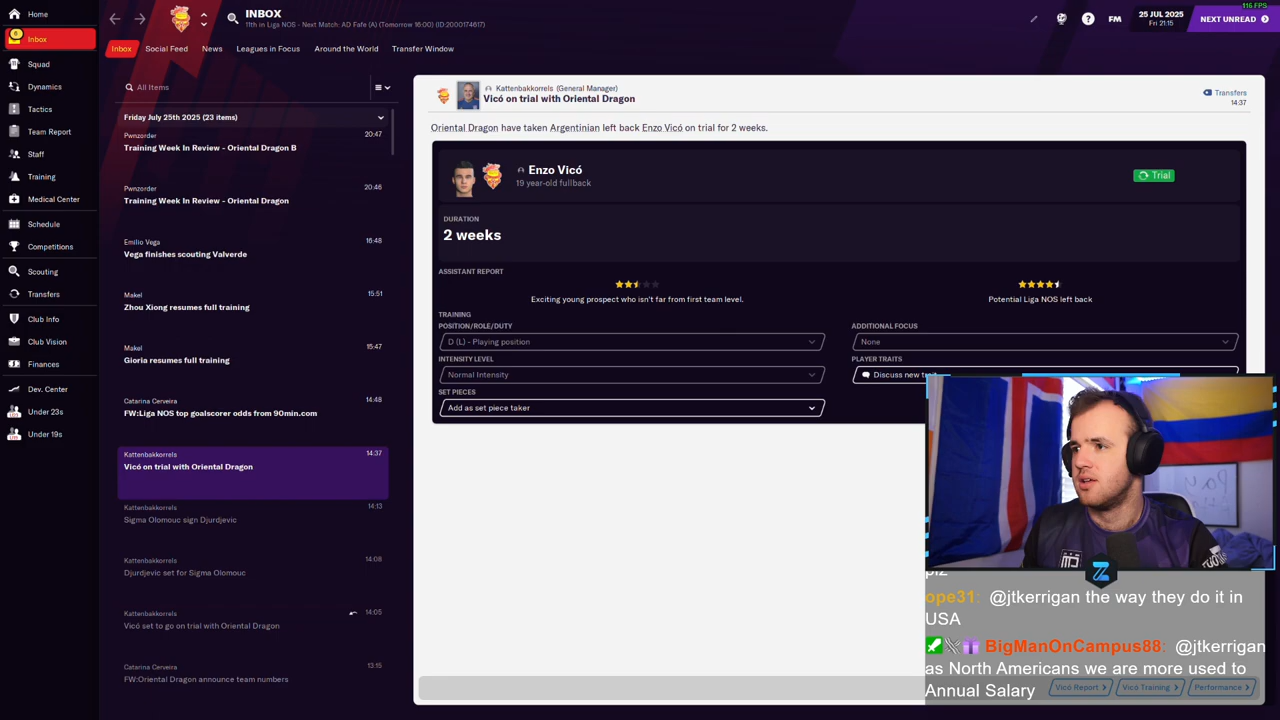 Home
Inbox
6
Squad
Dynamics
Tactics
Team Report
Staff
Training
Medical Center
Schedule
Competitions
Scouting
Transfers
Club Info
Club Vision
Finances
Dev. Center
Under 23s
Under 19s
INBOX
11th in Liga NOS - Next Match: AD Fafe (A) (Tomorrow 16:00) (ID:2000174617)
FM
25 JUL 2025
Fri 21:15
116 FPS
NEXT UNREAD
Inbox
Social Feed
News
Leagues in Focus
Around the World
Transfer Window
All Items
Friday July 25th 2025 (23 items)
Pwnzorder
20:47
Training Week In Review - Oriental Dragon B
Pwnzorder
20:46
Training Week In Review - Oriental Dragon
Emílio Vega
16:48
Vega finishes scouting Valverde
Makel
15:51
Zhou Xiong resumes full training
Makel
15:47
Gloria resumes full training
Catarina Cerveira
14:48
FW:Liga NOS top goalscorer odds from 90min.com
Kattenbakkorrels
14:37
Vicó on trial with Oriental Dragon
Kattenbakkorrels
14:13
Sigma Olomouc sign Djurdjevic
Kattenbakkorrels
14:08
Djurdjevic set for Sigma Olomouc
Kattenbakkorrels
14:05
Vicó set to go on trial with Oriental Dragon
Catarina Cerveira
13:15
FW:Oriental Dragon announce team numbers
Kattenbakkorrels (General Manager)
Vicó on trial with Oriental Dragon
Transfers
14:37
Oriental Dragon have taken Argentinian left back Enzo Vicó on trial for 2 weeks.
Enzo Vicó
19 year-old fullback
Trial
DURATION
2 weeks
ASSISTANT REPORT
Exciting young prospect who isn't far from first team level.
Potential Liga NOS left back
TRAINING
POSITION/ROLE/DUTY
D (L) - Playing position
ADDITIONAL FOCUS
None
INTENSITY LEVEL
Normal Intensity
PLAYER TRAITS
Discuss new trait
SET PIECES
Add as set piece taker
plz
ope31: @jtkerrigan the way they do it in
USA
BigManOnCampus88: @jtkerrigan
as North Americans we are more used to
Annual Salary
Vicó Report
Vicó Training
Performance